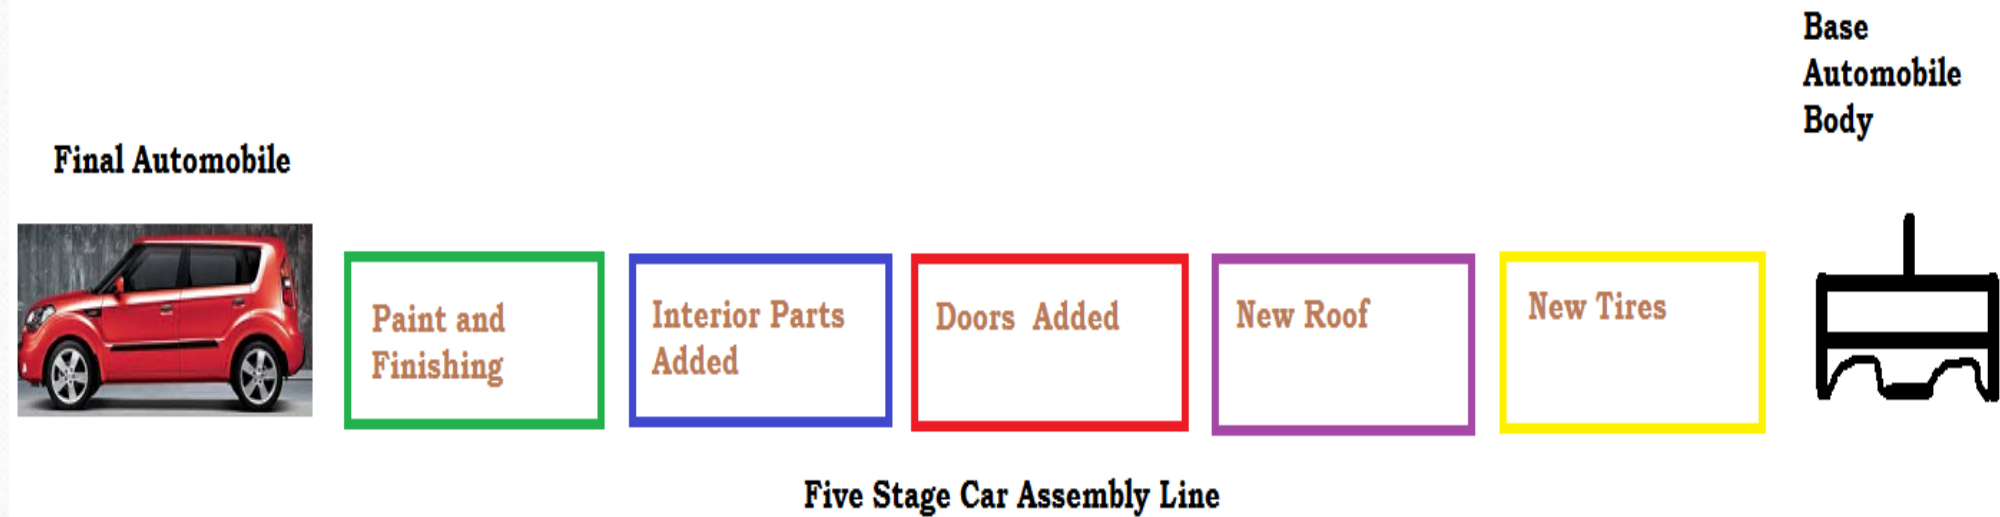 Base
Automobile
Body
Final Automobile
Paint and
Finishing
Interior Parts
Added
Doors Added
New Roof
New Tires
Five Stage Car Assembly Line